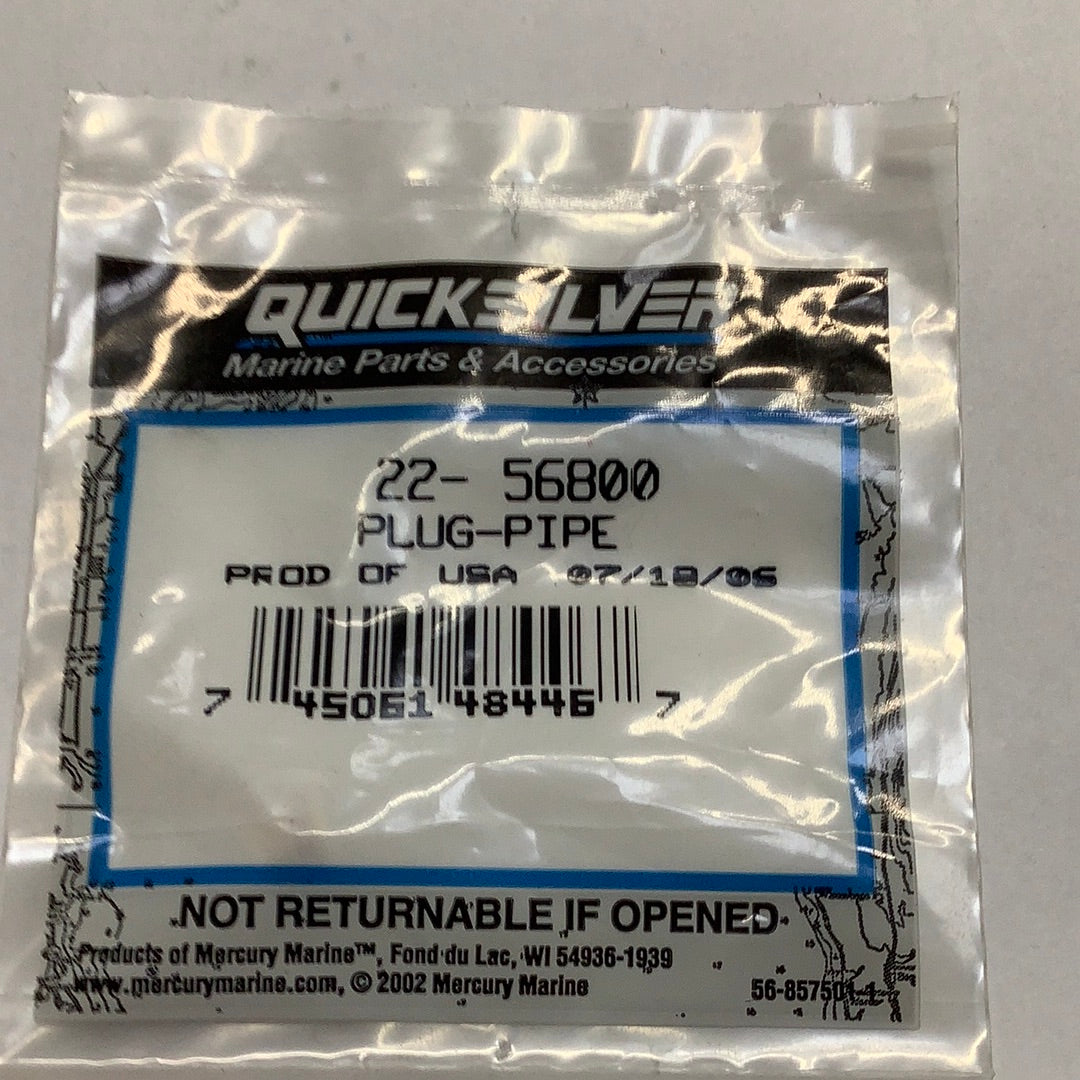 QUICKSILVER
Marine Parts & Accessories
22- 56800
PLUG-PIPE
PROD OF USA 07/18/06
7 45061 48446 7
NOT RETURNABLE IF OPENED
Products of Mercury Marine™, Fond du Lac, WI 54936-1939
www.mercurymarine.com, © 2002 Mercury Marine
56-857501-1